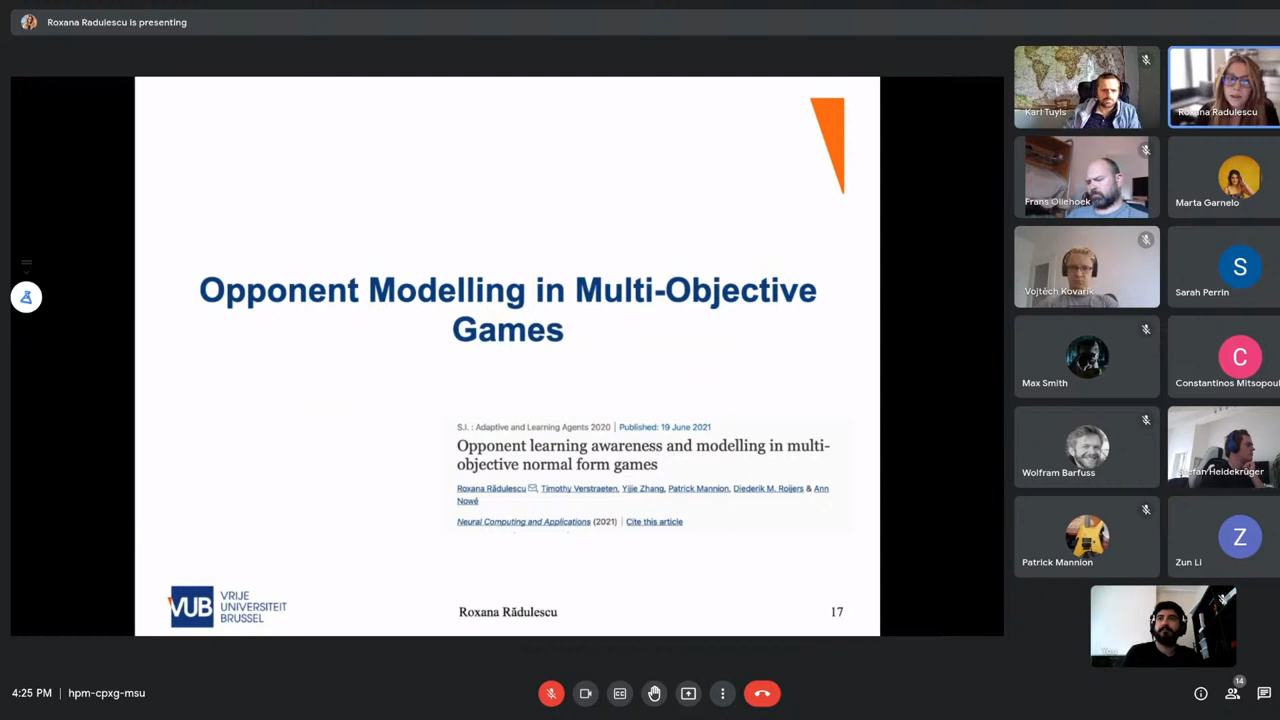 Roxana Radulescu is presenting
Opponent Modelling in Multi-Objective
Games
S.I. : Adaptive and Learning Agents 2020 | Published: 19 June 2021
Opponent learning awareness and modelling in multi-
objective normal form games
Roxana Rădulescu, Timothy Verstraeten, Yijie Zhang, Patrick Mannion, Diederik M. Roijers & Ann
Nowé
Neural Computing and Applications (2021) | Cite this article
VUB
VRIJE
UNIVERSITEIT
BRUSSEL
Roxana Rădulescu
17
Karl Tuyls
Roxana Radulescu
Frans Oliehoek
Marta Garnelo
Vojtěch Kovařík
S
Sarah Perrin
Max Smith
C
Constantinos Mitsopoul
Wolfram Barfuss
Stefan Heidekrüger
Patrick Mannion
Z
Zun Li
You
4:25 PM | hpm-cpxg-msu
CC
14